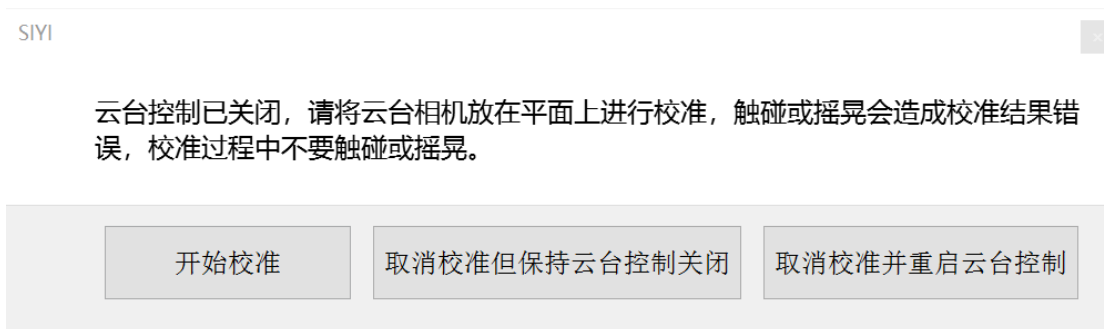 SIYI
云台控制已关闭，请将云台相机放在平面上进行校准，触碰或摇晃会造成校准结果错
误，校准过程中不要触碰或摇晃。
开始校准
取消校准但保持云台控制关闭
取消校准并重启云台控制